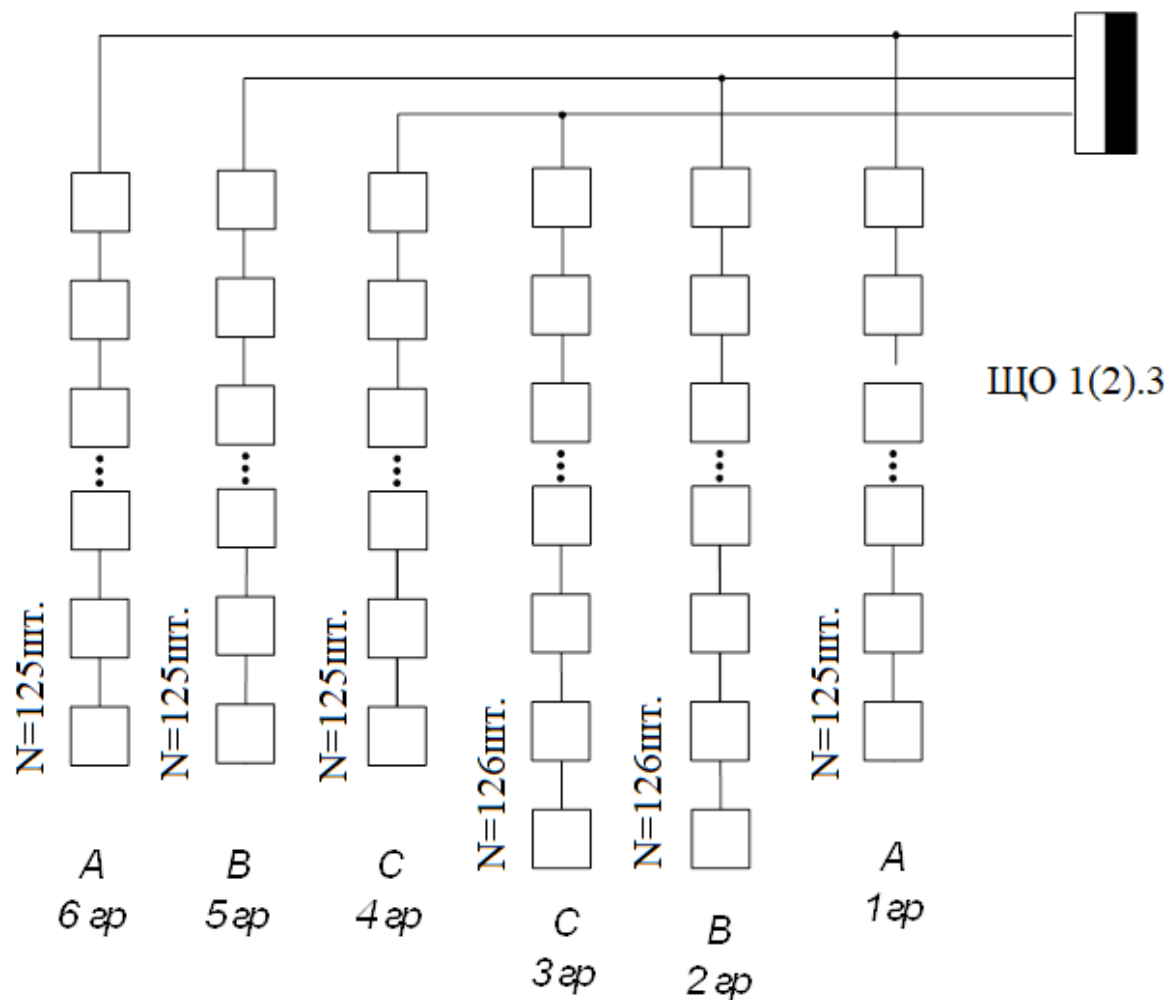 ЩО 1(2).3
N=125шт.
N=125шт.
N=125шт.
N=126шт.
N=126шт.
N=125шт.
A
6 гр
B
5 гр
C
4 гр
C
3 гр
B
2 гр
A
1 гр